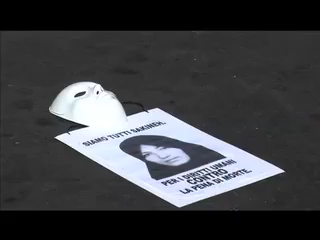 SIAMO TUTTI SAKINEH.
PER I DIRITTI UMANI
CONTRO
LA PENA DI MORTE.